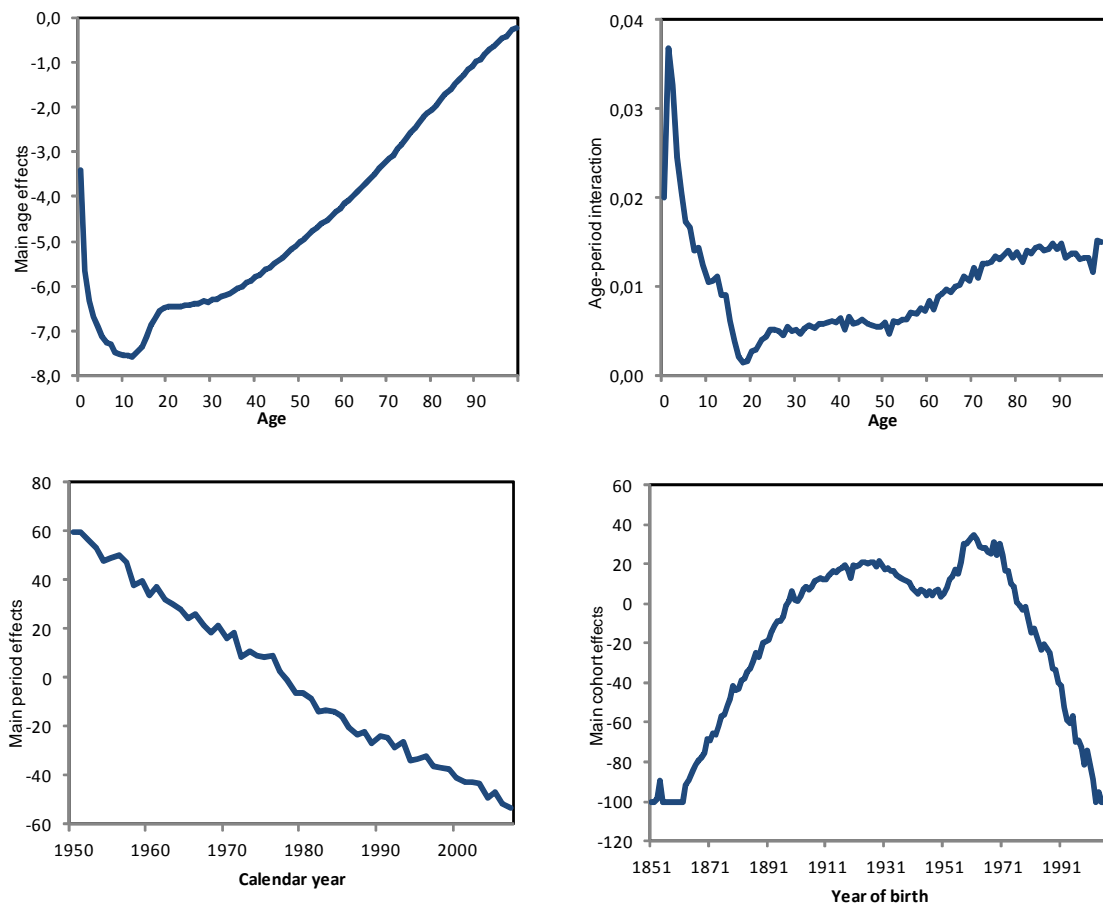 0,0
-1,0
-2,0
-3,0
-4,0
-5,0
-6,0
-7,0
-8,0
Main age effects
0 10 20 30 40 50 60 70 80 90
Age
0,04
0,03
0,02
0,01
0,00
Age-period interaction
0 10 20 30 40 50 60 70 80 90
Age
80
60
40
20
0
-20
-40
-60
Main period effects
1950 1960 1970 1980 1990 2000
Calendar year
60
40
20
0
-20
-40
-60
-80
-100
-120
Main cohort effects
1851 1871 1891 1911 1931 1951 1971 1991
Year of birth